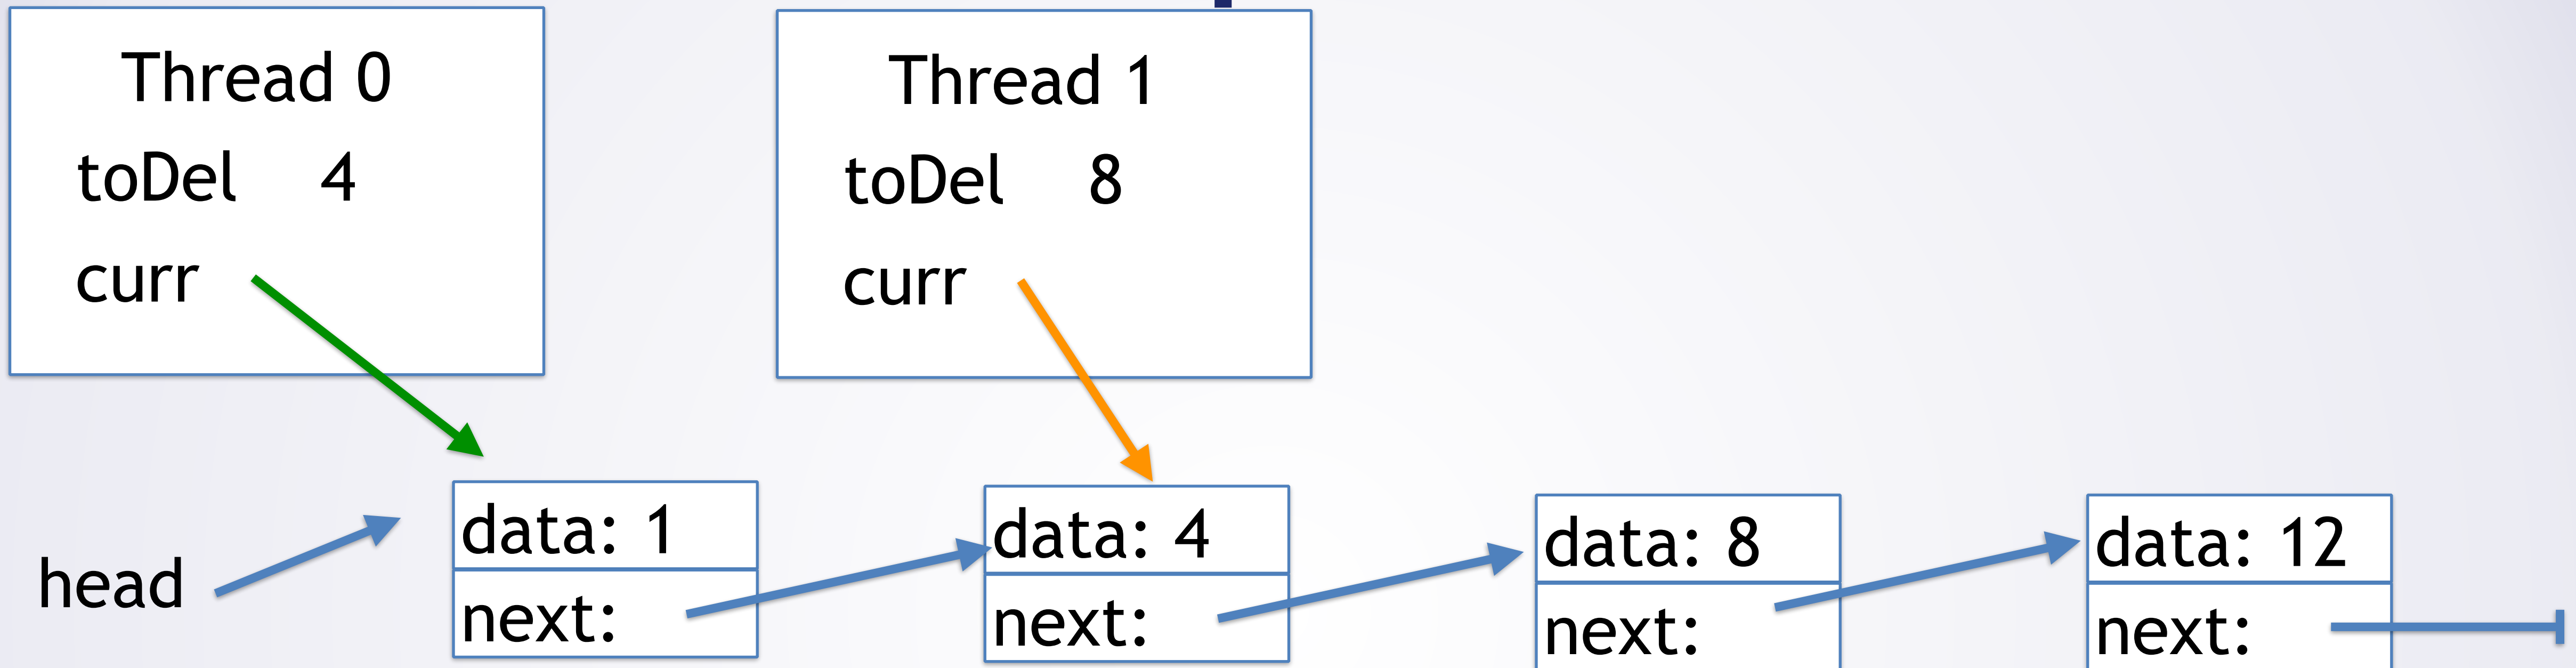 Thread 0
toDel 4
curr
Thread 1
toDel 8
curr
head
data: 1
next:
data: 4
next:
data: 8
next:
data: 12
next: